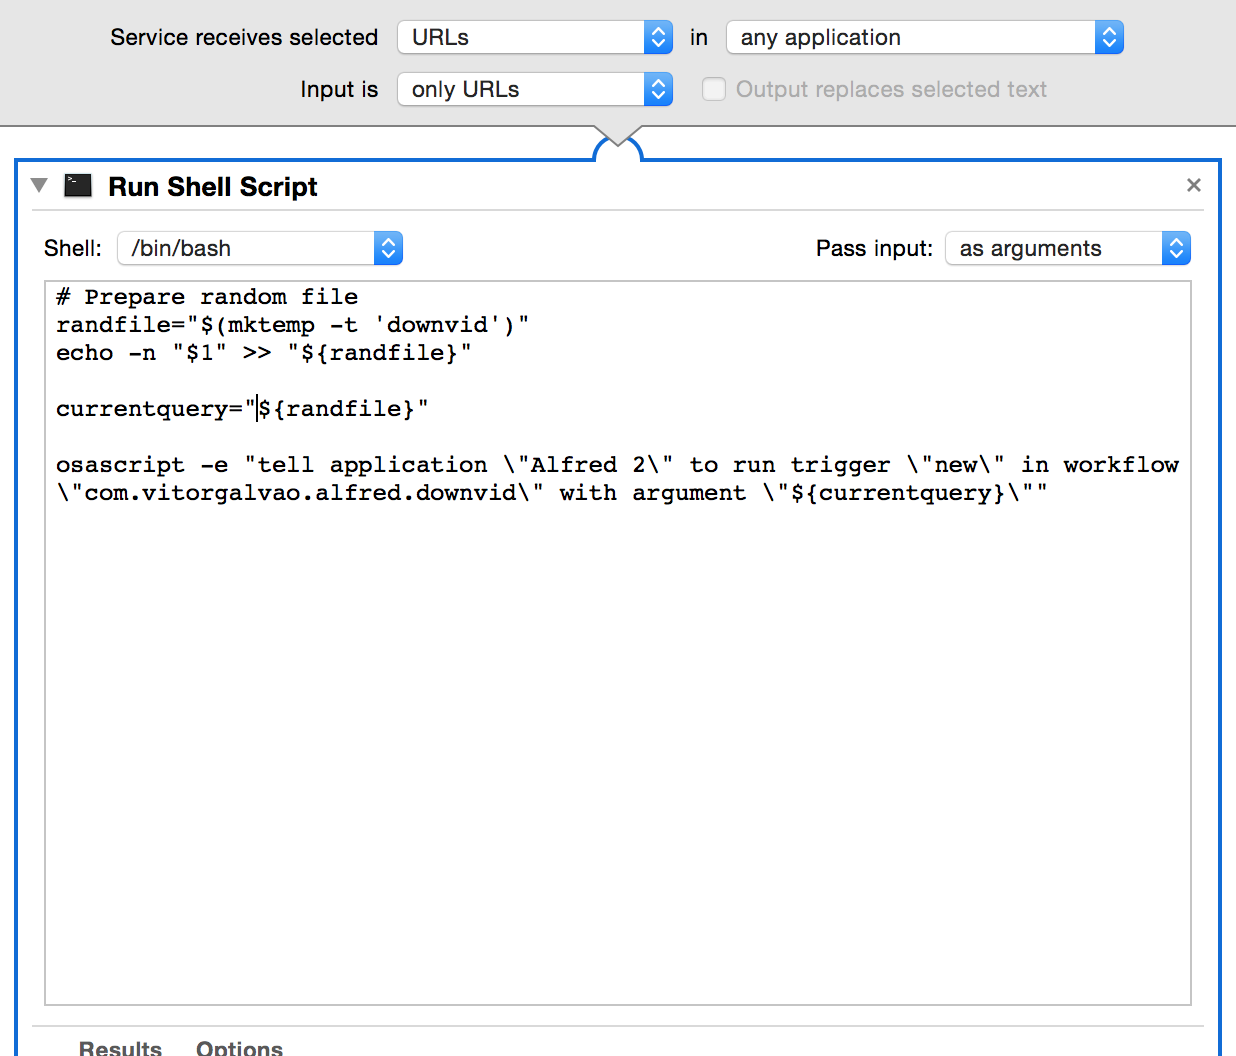 Service receives selected URLs in any application
Input is only URLs Output replaces selected text
Run Shell Script
Shell: /bin/bash Pass input: as arguments
# Prepare random file
randfile="$(mktemp -t 'downvid')"
echo -n "$1" >> "${randfile}"
currentquery="${randfile}"
osascript -e "tell application \"Alfred 2\" to run trigger \"new\" in workflow
\"com.vitorgalvao.alfred.downvid\" with argument \"${currentquery}\""
Results Options